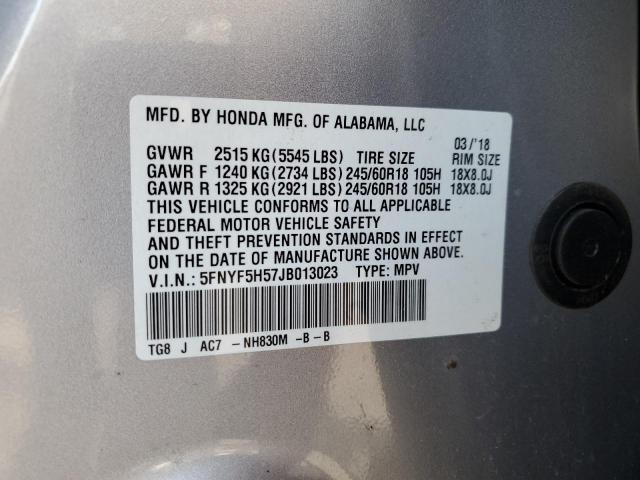 MFD. BY HONDA MFG. OF ALABAMA, LLC
03/'18
GVWR 2515 KG (5545 LBS) TIRE SIZE RIM SIZE
GAWR F 1240 KG (2734 LBS) 245/60R18 105H 18X8.0J
GAWR R 1325 KG (2921 LBS) 245/60R18 105H 18X8.0J
THIS VEHICLE CONFORMS TO ALL APPLICABLE
FEDERAL MOTOR VEHICLE SAFETY
AND THEFT PREVENTION STANDARDS IN EFFECT
ON THE DATE OF MANUFACTURE SHOWN ABOVE.
V.I.N.: 5FNYF5H57JB013023 TYPE: MPV
TG8 J AC7 - NH830M -B - B